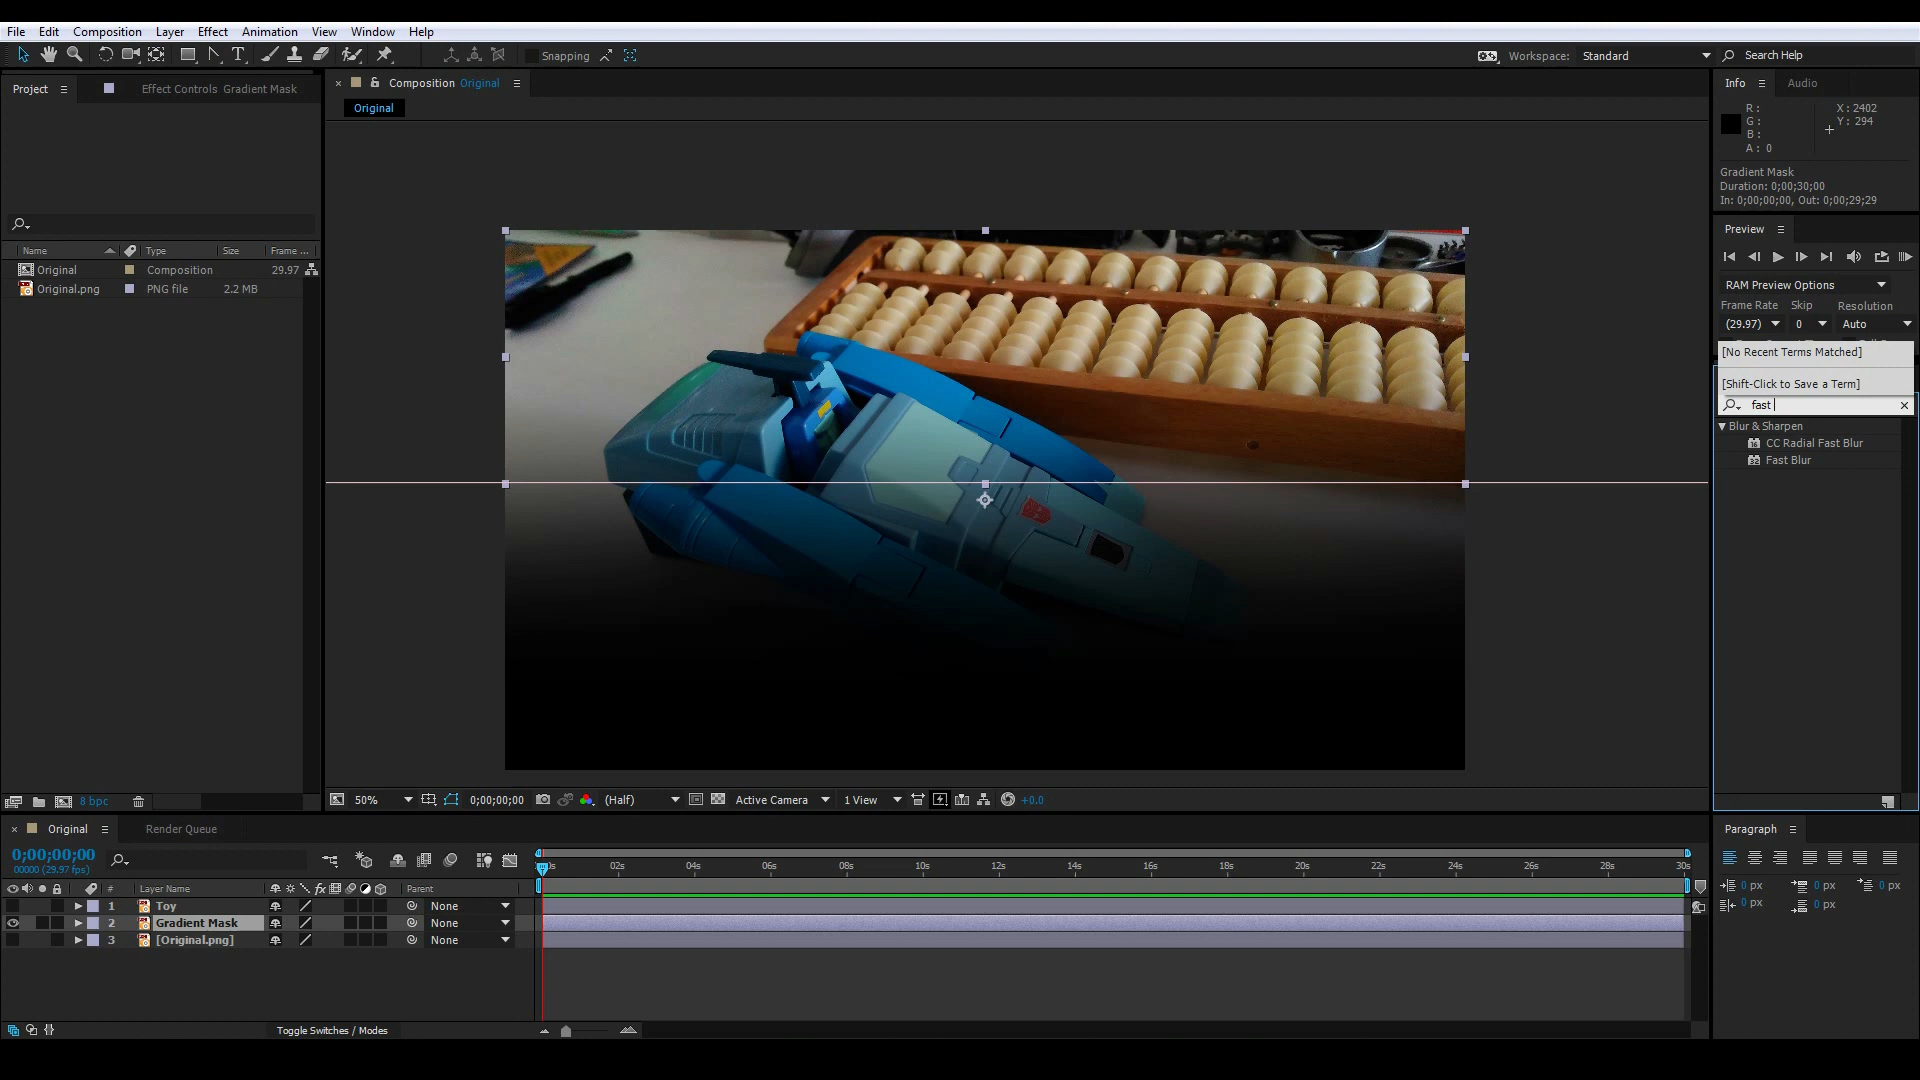 File Edit View Composition Layer Effect Animation View Window Help
Snapping
Workspace: Standard
Search Help
Project
Effect Controls Gradient Mask
Composition Original
Original
Info
Audio
R :
G :
B :
A : 0
X : 2402
Y : 294
Gradient Mask
Duration: 0;00;30;00
In: 0;00;00;00, Out: 0;00;29;29
Preview
RAM Preview Options
Frame Rate Skip Resolution
(29.97) 0 Auto
[No Recent Terms Matched]
[Shift-Click to Save a Term]
fast
Blur & Sharpen
CC Radial Fast Blur
Fast Blur
Name Type Size Frame ...
Original Composition 29.97
Original.png PNG file 2.2 MB
8 bpc
50%
0;00;00;00
(Half)
Active Camera
1 View
+0.0
Original
Render Queue
0;00;00;00
00000 (29.97 fps)
02s 04s 06s 08s 10s 12s 14s 16s 18s 20s 22s 24s 26s 28s 30s
# Layer Name fx Parent
1 Toy None
2 Gradient Mask None
3 [Original.png] None
Toggle Switches / Modes
Paragraph
0 px 0 px 0 px
0 px 0 px